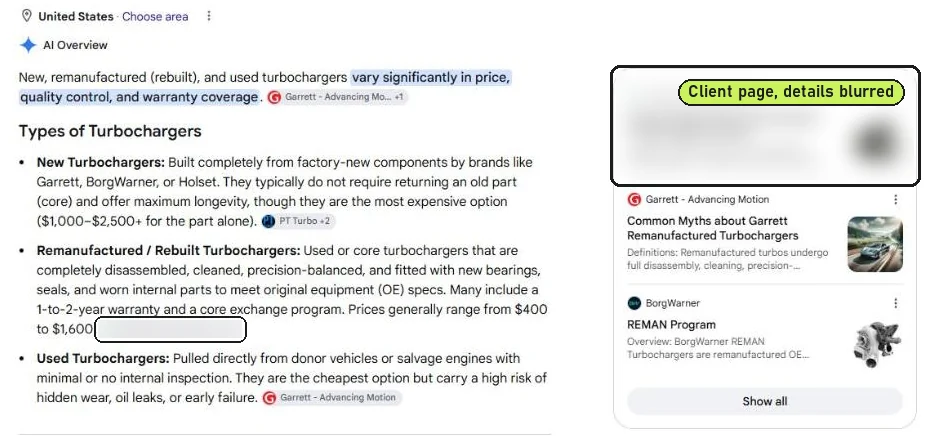 United States · Choose area
AI Overview
New, remanufactured (rebuilt), and used turbochargers vary significantly in price,
quality control, and warranty coverage. Garrett - Advancing Mo... +1
Types of Turbochargers
• New Turbochargers: Built completely from factory-new components by brands like
Garrett, BorgWarner, or Holset. They typically do not require returning an old part
(core) and offer maximum longevity, though they are the most expensive option
($1,000–$2,500+ for the part alone). PT Turbo +2
• Remanufactured / Rebuilt Turbochargers: Used or core turbochargers that are
completely disassembled, cleaned, precision-balanced, and fitted with new bearings,
seals, and worn internal parts to meet original equipment (OE) specs. Many include a
1-to-2-year warranty and a core exchange program. Prices generally range from $400
to $1,600
• Used Turbochargers: Pulled directly from donor vehicles or salvage engines with
minimal or no internal inspection. They are the cheapest option but carry a high risk of
hidden wear, oil leaks, or early failure. Garrett - Advancing Motion
Client page, details blurred
Garrett - Advancing Motion
Common Myths about Garrett
Remanufactured Turbochargers
Definitions: Remanufactured turbos undergo
full disassembly, cleaning, precision-...
BorgWarner
REMAN Program
Overview: BorgWarner REMAN
Turbochargers are remanufactured OE...
Show all